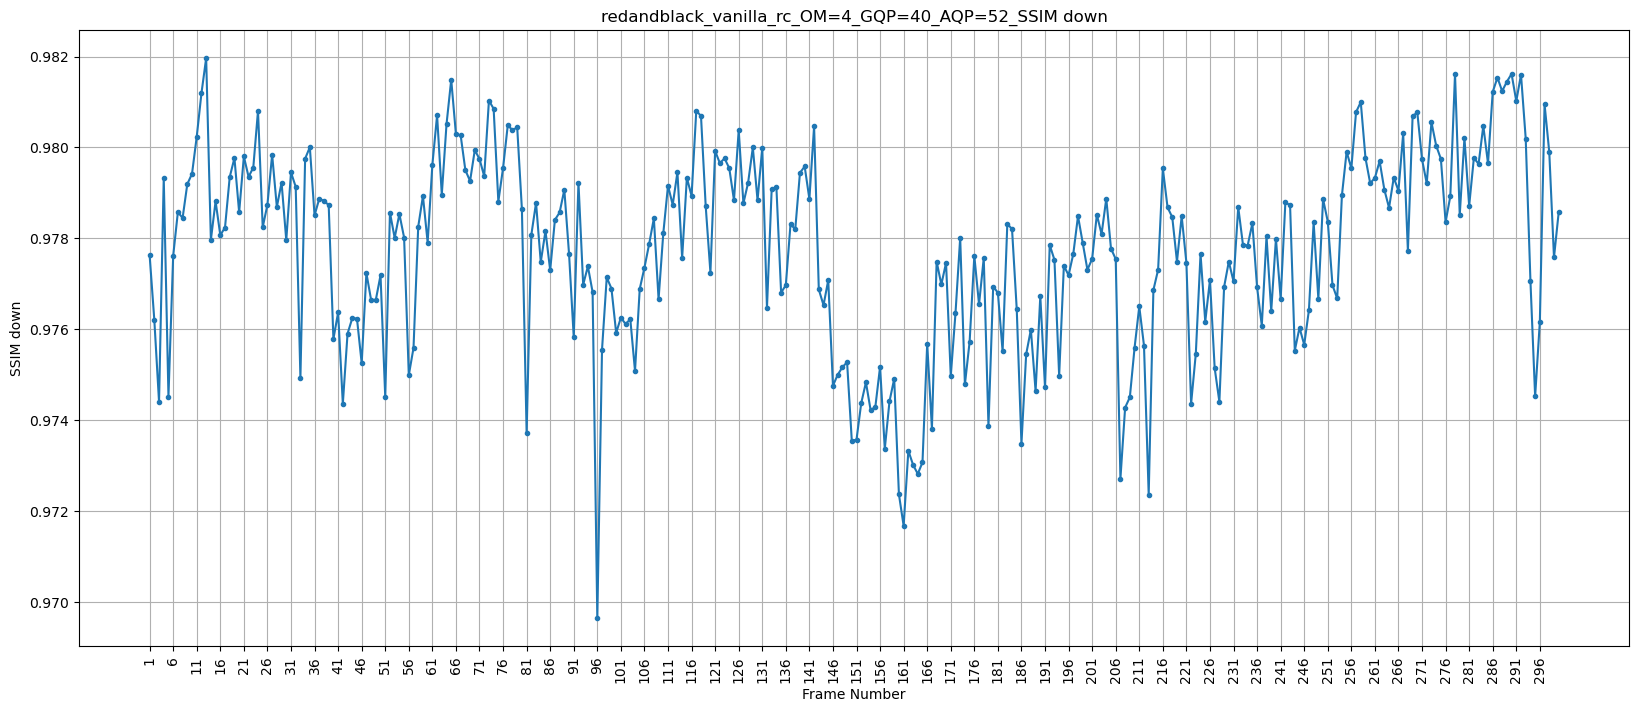 redandblack_vanilla_rc_OM=4_GQP=40_AQP=52_SSIM down
0.982
0.980
0.978
0.976
0.974
0.972
0.970
SSIM down
1 6 11 16 21 26 31 36 41 46 51 56 61 66 71 76 81 86 91 96 101 106 111 116 121 126 131 136 141 146 151 156 161 166 171 176 181 186 191 196 201 206 211 216 221 226 231 236 241 246 251 256 261 266 271 276 281 286 291 296
Frame Number